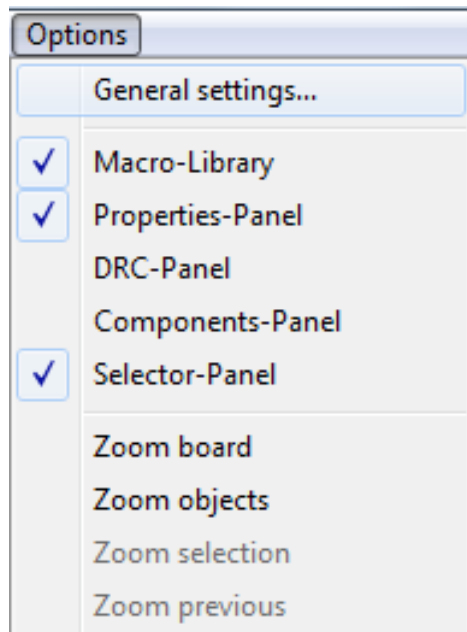 Options
General settings...
Macro-Library
Properties-Panel
DRC-Panel
Components-Panel
Selector-Panel
Zoom board
Zoom objects
Zoom selection
Zoom previous